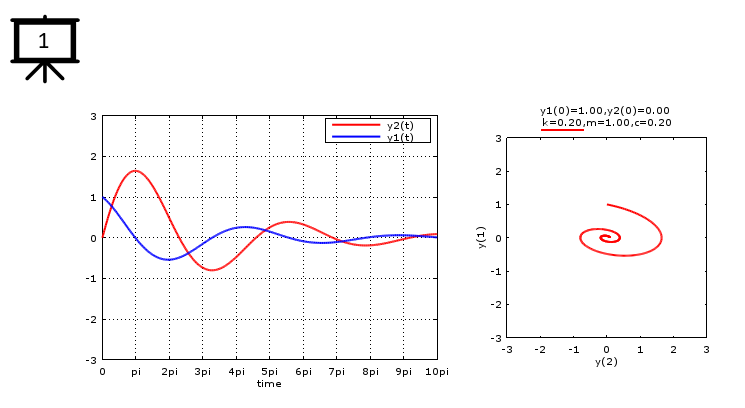 1
3
2
1
0
-1
-2
-3
y2(t)
y1(t)
0 pi 2pi 3pi 4pi 5pi 6pi 7pi 8pi 9pi 10pi
time
y1(0)=1.00,y2(0)=0.00
k=0.20,m=1.00,c=0.20
3
2
1
0
-1
-2
-3
y(1)
-3 -2 -1 0 1 2 3
y(2)